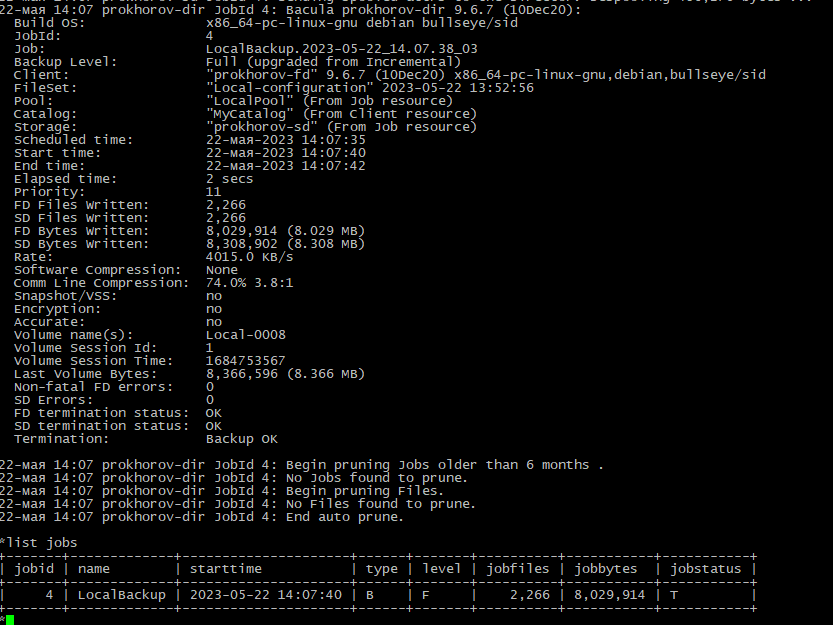 22-мая 14:07 prokhorov-dir JobId 4: Bacula prokhorov-dir 9.6.7 (10Dec20):
  Build OS:               x86_64-pc-linux-gnu debian bullseye/sid
  JobId:                  4
  Job:                    LocalBackup.2023-05-22_14.07.38_03
  Backup Level:           Full (upgraded from Incremental)
  Client:                 "prokhorov-fd" 9.6.7 (10Dec20) x86_64-pc-linux-gnu,debian,bullseye/sid
  FileSet:                "Local-configuration" 2023-05-22 13:52:56
  Pool:                   "LocalPool" (From Job resource)
  Catalog:                "MyCatalog" (From Client resource)
  Storage:                "prokhorov-sd" (From Job resource)
  Scheduled time:         22-мая-2023 14:07:35
  Start time:             22-мая-2023 14:07:40
  End time:               22-мая-2023 14:07:42
  Elapsed time:           2 secs
  Priority:               11
  FD Files Written:       2,266
  SD Files Written:       2,266
  FD Bytes Written:       8,029,914 (8.029 MB)
  SD Bytes Written:       8,308,902 (8.308 MB)
  Rate:                   4015.0 KB/s
  Software Compression:   None
  Comm Line Compression:  74.0% 3.8:1
  Snapshot/VSS:           no
  Encryption:             no
  Accurate:               no
  Volume name(s):         Local-0008
  Volume Session Id:      1
  Volume Session Time:    1684753567
  Last Volume Bytes:      8,366,596 (8.366 MB)
  Non-fatal FD errors:    0
  SD Errors:              0
  FD termination status:  OK
  SD termination status:  OK
  Termination:            Backup OK
22-мая 14:07 prokhorov-dir JobId 4: Begin pruning Jobs older than 6 months .
22-мая 14:07 prokhorov-dir JobId 4: No Jobs found to prune.
22-мая 14:07 prokhorov-dir JobId 4: Begin pruning Files.
22-мая 14:07 prokhorov-dir JobId 4: No Files found to prune.
22-мая 14:07 prokhorov-dir JobId 4: End auto prune.
*list jobs
| jobid | name | starttime | type | level | jobfiles | jobbytes | jobstatus |
| 4 | LocalBackup | 2023-05-22 14:07:40 | B | F | 2,266 | 8,029,914 | T |
*